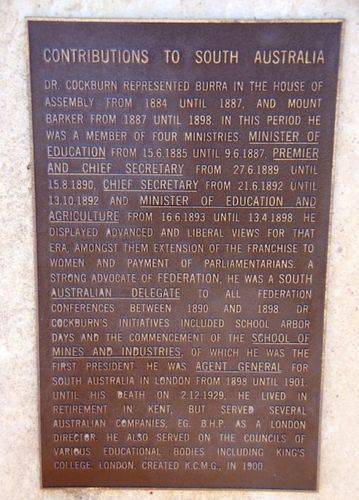 CONTRIBUTIONS TO SOUTH AUSTRALIA
DR. COCKBURN REPRESENTED BURRA IN THE HOUSE OF
ASSEMBLY FROM 1884 UNTIL 1887, AND MOUNT
BARKER FROM 1887 UNTIL 1898. IN THIS PERIOD HE
WAS A MEMBER OF FOUR MINISTRIES: MINISTER OF
EDUCATION FROM 15.6.1885 UNTIL 9.6.1887, PREMIER
AND CHIEF SECRETARY FROM 27.6.1889 UNTIL
15.8.1890, CHIEF SECRETARY FROM 21.6.1892 UNTIL
13.10.1892 AND MINISTER OF EDUCATION AND
AGRICULTURE FROM 16.6.1893 UNTIL 13.4.1898. HE
DISPLAYED ADVANCED AND LIBERAL VIEWS FOR THAT
ERA, AMONGST THEM EXTENSION OF THE FRANCHISE TO
WOMEN AND PAYMENT OF PARLIAMENTARIANS. A
STRONG ADVOCATE OF FEDERATION, HE WAS A SOUTH
AUSTRALIAN DELEGATE TO ALL FEDERATION
CONFERENCES BETWEEN 1890 AND 1898. DR
COCKBURN'S INITIATIVES INCLUDED SCHOOL ARBOR
DAYS AND THE COMMENCEMENT OF THE SCHOOL OF
MINES AND INDUSTRIES, OF WHICH HE WAS THE
FIRST PRESIDENT. HE WAS AGENT GENERAL FOR
SOUTH AUSTRALIA IN LONDON FROM 1898 UNTIL 1901.
UNTIL HIS DEATH ON 2.12.1929, HE LIVED IN
RETIREMENT IN KENT, BUT SERVED SEVERAL
AUSTRALIAN COMPANIES, EG. B.H.P. AS A LONDON
DIRECTOR. HE ALSO SERVED ON THE COUNCILS OF
VARIOUS EDUCATIONAL BODIES INCLUDING KING'S
COLLEGE, LONDON. CREATED K.C.M.G., IN 1900.